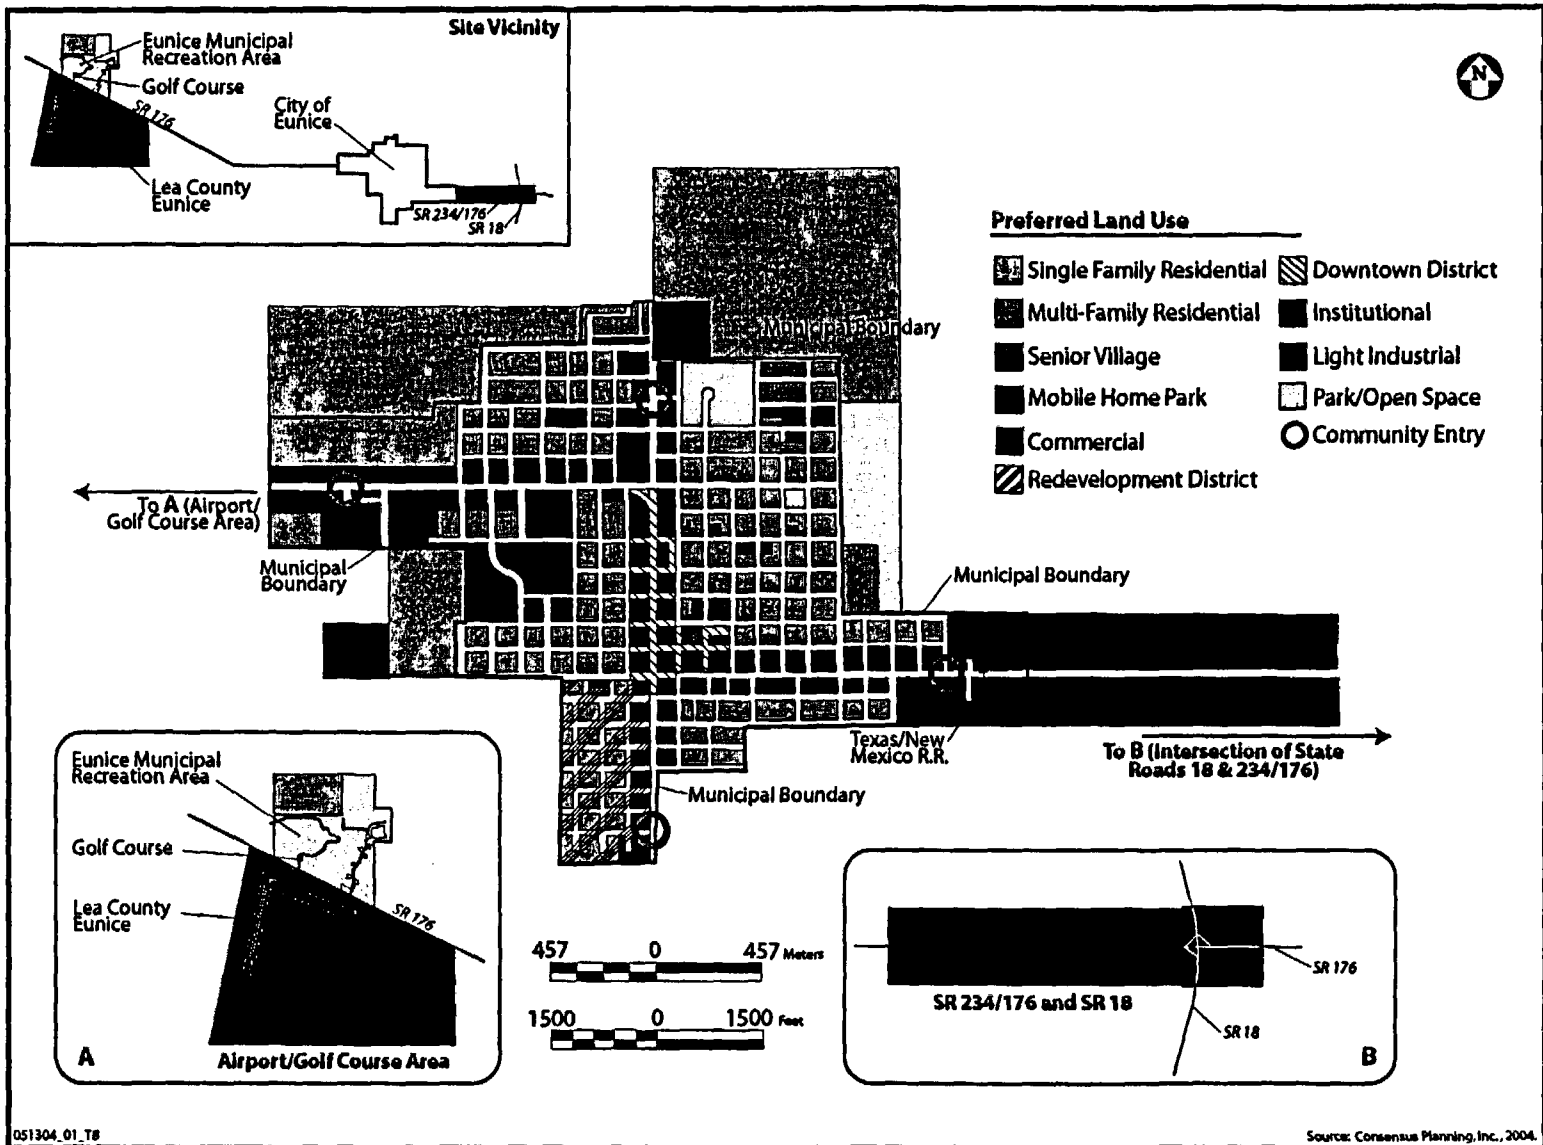 Site Vicinity
Eunice Municipal
Recreation Area
Golf Course
SR 176
City of
Eunice
Lea County
Eunice
SR 234/176
SR 18
N
Preferred Land Use
Single Family Residential
Multi-Family Residential
Senior Village
Mobile Home Park
Commercial
Redevelopment District
Downtown District
Institutional
Light Industrial
Park/Open Space
Community Entry
Municipal Boundary
To A (Airport/
Golf Course Area)
Municipal
Boundary
Municipal Boundary
Texas/New
Mexico R.R.
To B (Intersection of State
Roads 18 & 234/176)
Municipal Boundary
Eunice Municipal
Recreation Area
Golf Course
Lea County
Eunice
SR 176
A
Airport/Golf Course Area
457 0 457 Meters
1500 0 1500 Feet
SR 176
SR 234/176 and SR 18
SR 18
B
051304_01_T8
Source: Consensus Planning, Inc., 2004.